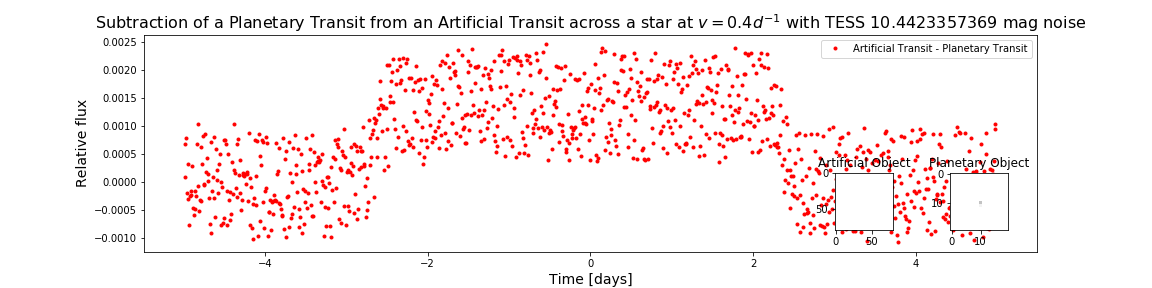 Subtraction of a Planetary Transit from an Artificial Transit across a star at v = 0.4d⁻¹ with TESS 10.4423357369 mag noise
Artificial Transit - Planetary Transit
Relative flux
0.0025
0.0020
0.0015
0.0010
0.0005
0.0000
−0.0005
−0.0010
Artificial Object
0
50
0 50
Planetary Object
0
10
0 10
−4 −2 0 2 4
Time [days]